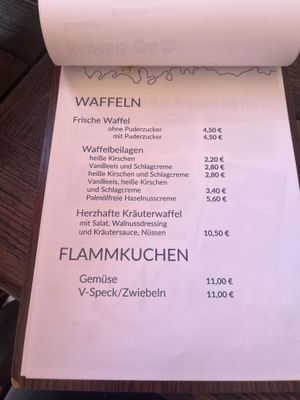 KOMBIS
WAFFELN
Frische Waffel
ohne Puderzucker 4,50 €
mit Puderzucker 4,50 €
Waffelbeilagen
heiße Kirschen 2,20 €
Vanilleeis und Schlagcreme 2,80 €
heiße Kirschen und Schlagcreme 2,80 €
Vanilleeis, heiße Kirschen
und Schlagcreme 3,40 €
Palmölfreie Haselnusscreme 5,60 €
Herzhafte Kräuterwaffel
mit Salat, Walnussdressing
und Kräutersauce, Nüssen 10,50 €
FLAMMKUCHEN
Gemüse 11,00 €
V-Speck/Zwiebeln 11,00 €